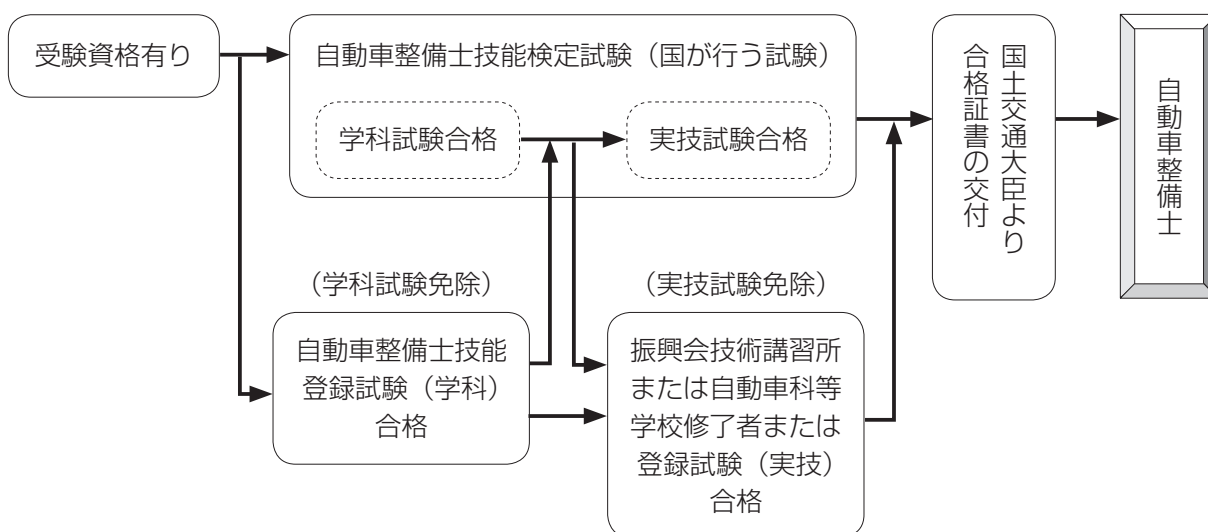 受験資格有り
自動車整備士技能検定試験（国が行う試験）
学科試験合格
実技試験合格
国土交通大臣より
合格証書の交付
自動車整備士
（学科試験免除）
自動車整備士技能
登録試験（学科）
合格
（実技試験免除）
振興会技術講習所
または自動車科等
学校修了者または
登録試験（実技）
合格